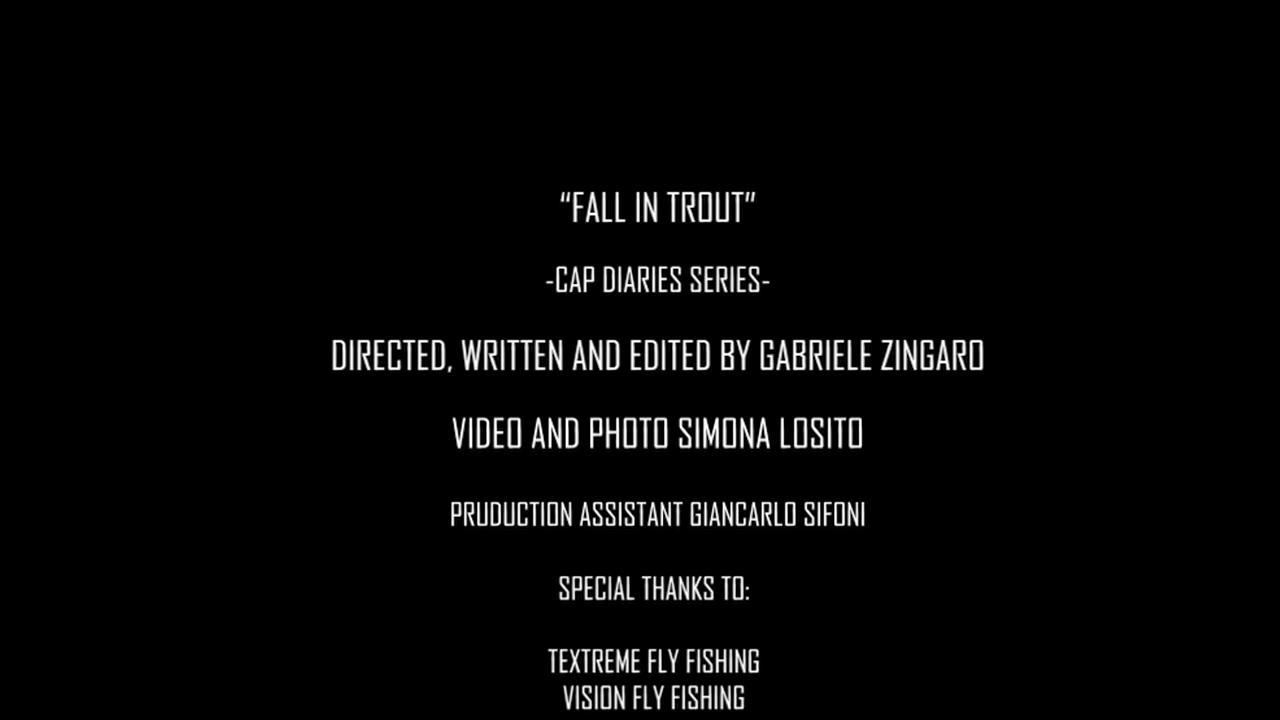 “FALL IN TROUT”
-CAP DIARIES SERIES-
DIRECTED, WRITTEN AND EDITED BY GABRIELE ZINGARO
VIDEO AND PHOTO SIMONA LOSITO
PRUDUCTION ASSISTANT GIANCARLO SIFONI
SPECIAL THANKS TO:
TEXTREME FLY FISHING
VISION FLY FISHING